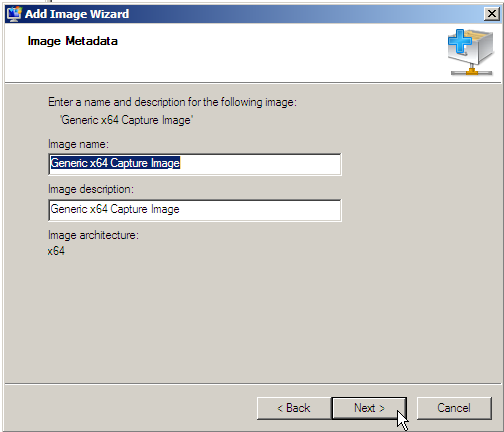 Add Image Wizard
Image Metadata
Enter a name and description for the following image:
'Generic x64 Capture Image'
Image name:
Generic x64 Capture Image
Image description:
Generic x64 Capture Image
Image architecture:
x64
< Back Next > Cancel